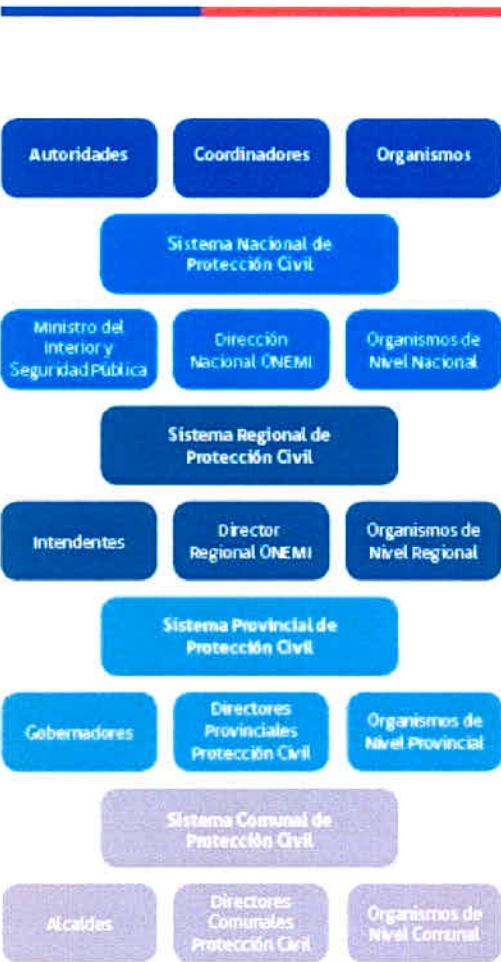 Autoridades
Coordinadores
Organismos
Sistema Nacional de
Protección Civil
Ministro del
Interior y
Seguridad Pública
Dirección
Nacional ONEMI
Organismos de
Nivel Nacional
Sistema Regional de
Protección Civil
Intendentes
Director
Regional ONEMI
Organismos de
Nivel Regional
Sistema Provincial de
Protección Civil
Gobernadores
Directores
Provinciales
Protección Civil
Organismos de
Nivel Provincial
Sistema Comunal de
Protección Civil
Alcaldes
Directores
Comunales
Protección Civil
Organismos de
Nivel Comunal